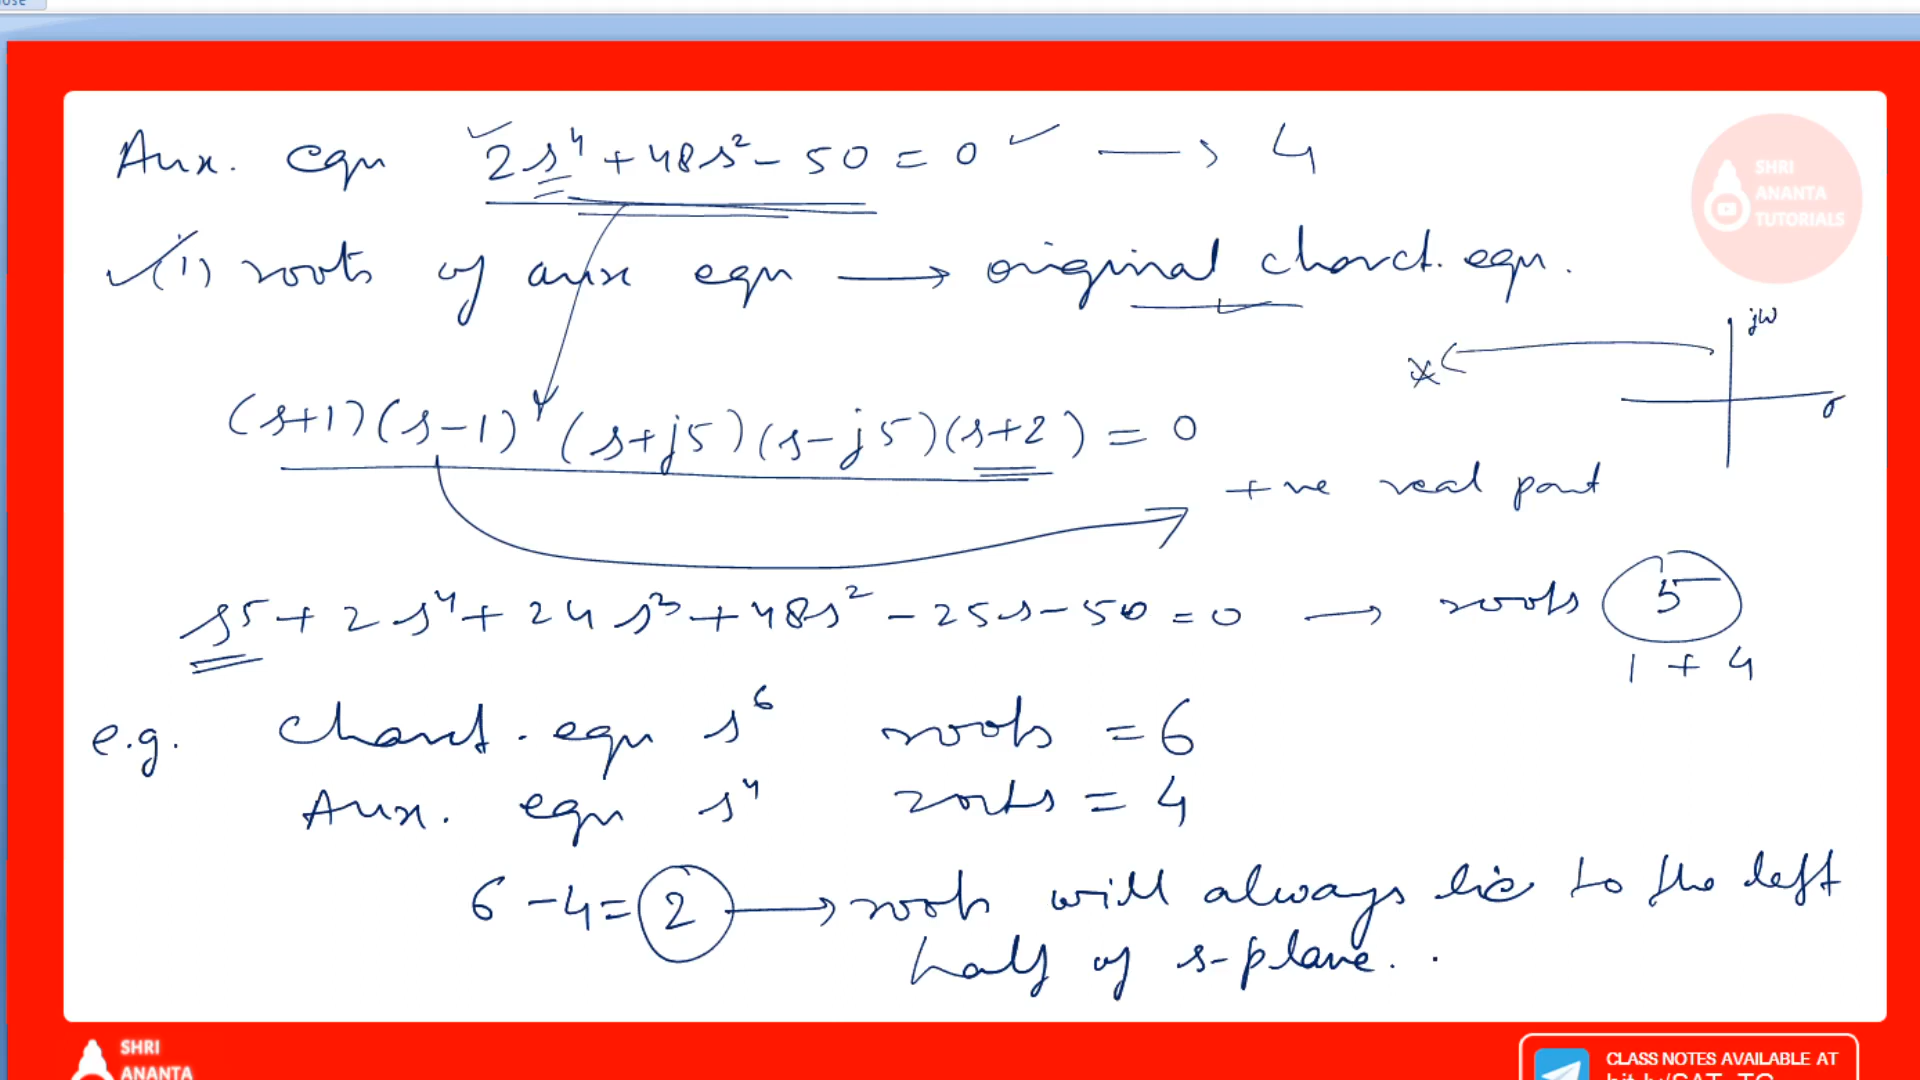 Aux. eqn 2s⁴ + 48s² - 50 = 0 → 4
SHRI
ANANTA
TUTORIALS
(1) roots of aux eqn → original charct. eqn.
jω
σ
(s+1)(s-1)(s+j5)(s-j5)(s+2) = 0
+ve real part
s⁵ + 2s⁴ + 24s³ + 48s² - 25s - 50 = 0 → roots 5
1 + 4
e.g. charct. eqn s⁶ roots = 6
Aux. eqn s⁴ roots = 4
6 - 4 = 2 → roots will always lie to the left
half of s-plane.
SHRI
ANANTA
CLASS NOTES AVAILABLE AT